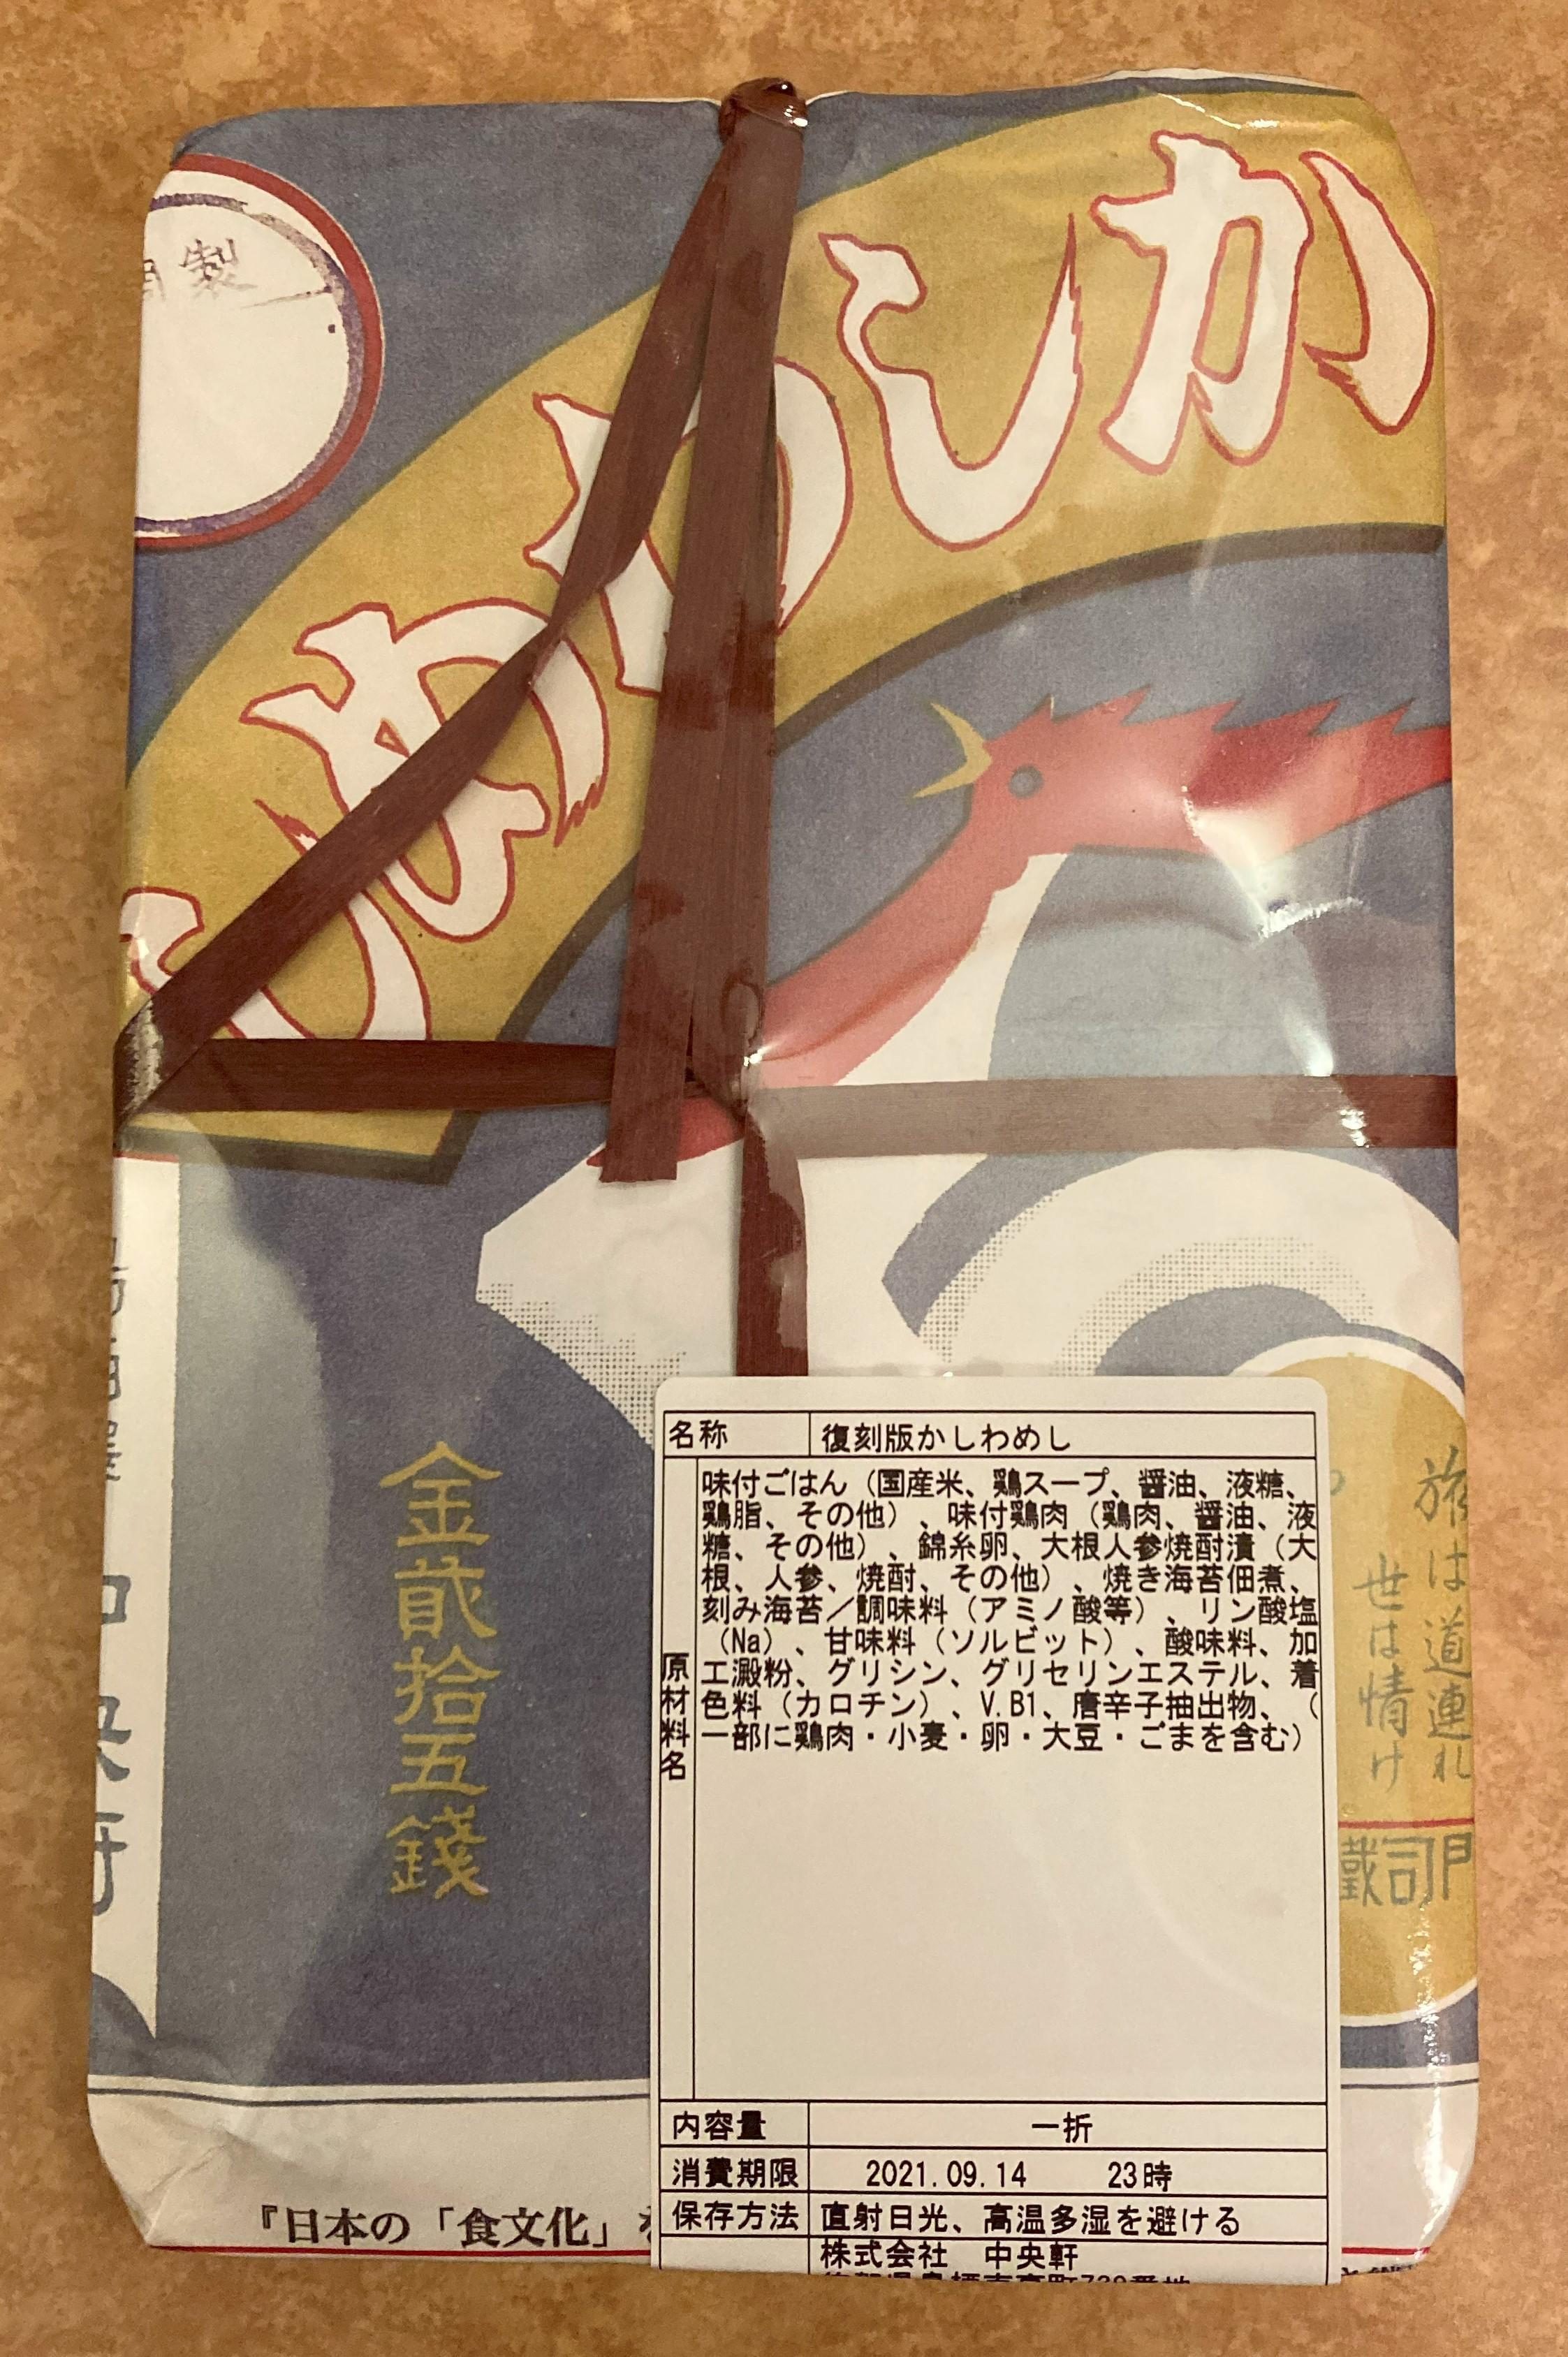 かしわめし
製
金貮拾五錢
旅は道連れ
世は情け
門司鐵
名称 復刻版かしわめし
原材料名
味付ごはん（国産米、鶏スープ、醤油、液糖、
鶏脂、その他）、味付鶏肉（鶏肉、醤油、液
糖、その他）、錦糸卵、大根人参焼酎漬（大
根、人参、焼酎、その他）、焼き海苔佃煮、
刻み海苔／調味料（アミノ酸等）、リン酸塩
（Na）、甘味料（ソルビット）、酸味料、加
工澱粉、グリシン、グリセリンエステル、着
色料（カロチン）、V.B1、唐辛子抽出物、（
一部に鶏肉・小麦・卵・大豆・ごまを含む）
内容量 一折
消費期限 2021.09.14 23時
保存方法 直射日光、高温多湿を避ける
株式会社 中央軒
『日本の「食文化」